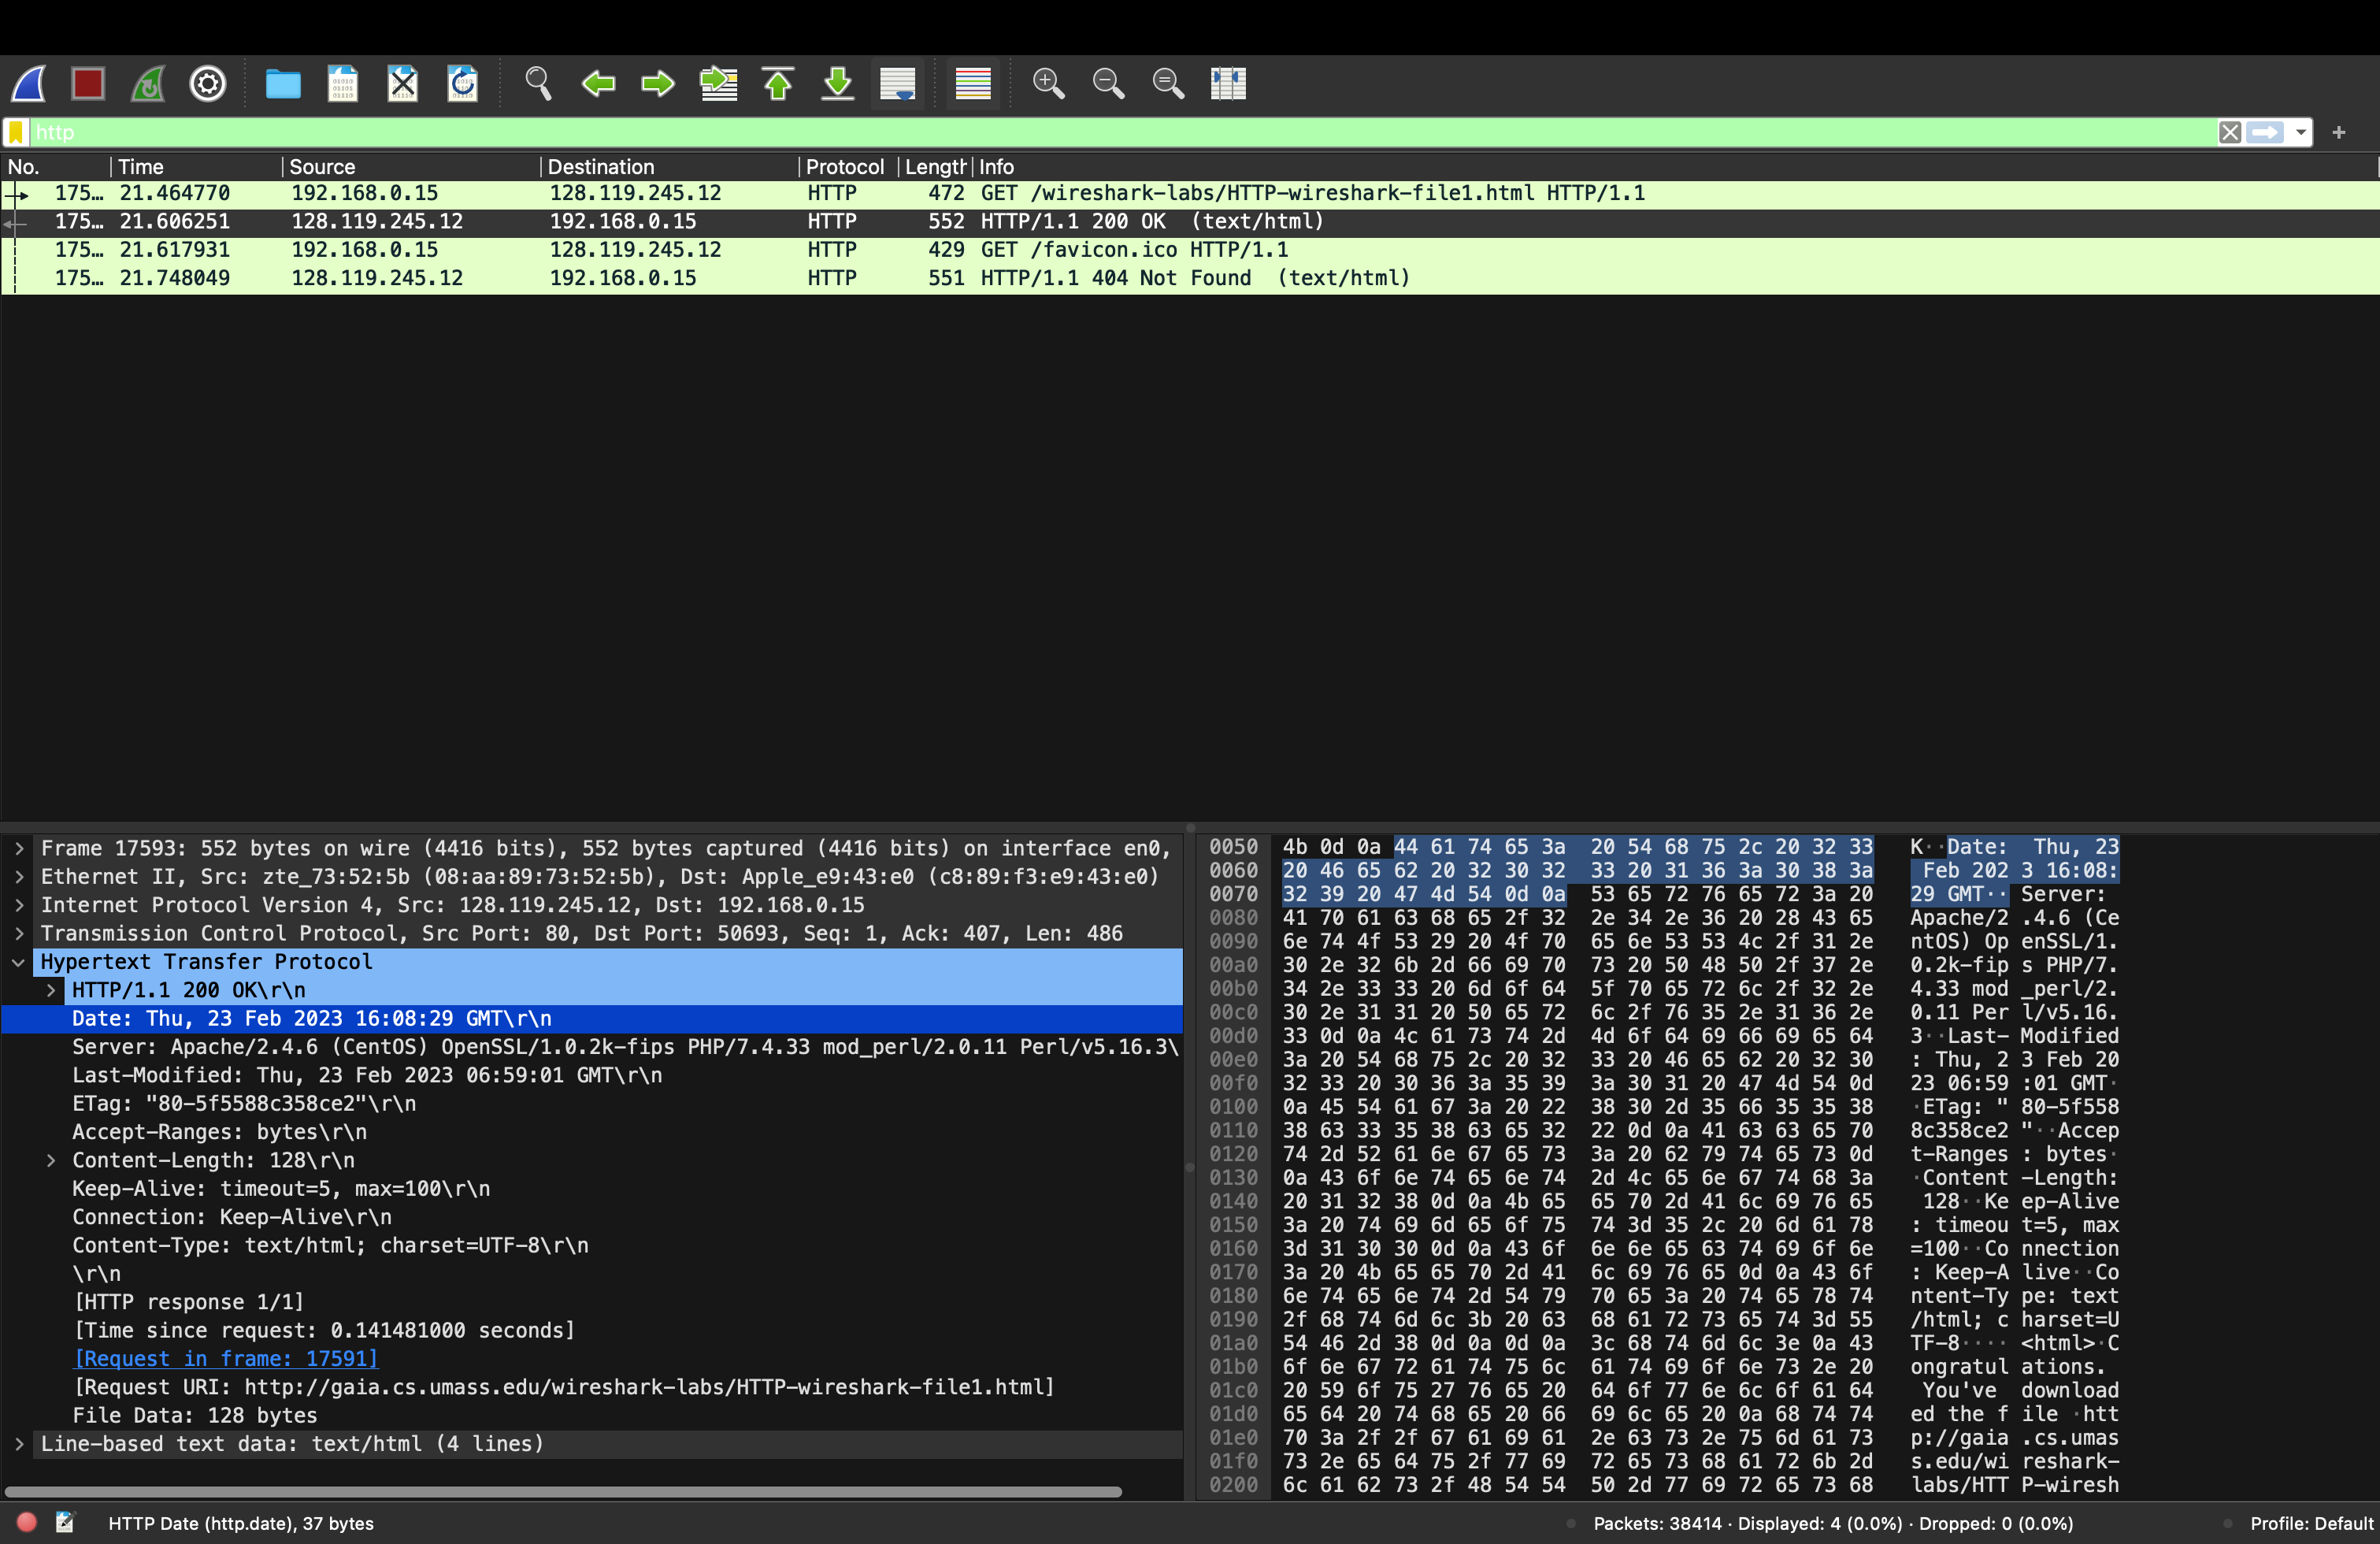 http
No. Time Source Destination Protocol Length Info
175… 21.464770 192.168.0.15 128.119.245.12 HTTP 472 GET /wireshark-labs/HTTP-wireshark-file1.html HTTP/1.1
175… 21.606251 128.119.245.12 192.168.0.15 HTTP 552 HTTP/1.1 200 OK  (text/html)
175… 21.617931 192.168.0.15 128.119.245.12 HTTP 429 GET /favicon.ico HTTP/1.1
175… 21.748049 128.119.245.12 192.168.0.15 HTTP 551 HTTP/1.1 404 Not Found  (text/html)
Frame 17593: 552 bytes on wire (4416 bits), 552 bytes captured (4416 bits) on interface en0,
Ethernet II, Src: zte_73:52:5b (08:aa:89:73:52:5b), Dst: Apple_e9:43:e0 (c8:89:f3:e9:43:e0)
Internet Protocol Version 4, Src: 128.119.245.12, Dst: 192.168.0.15
Transmission Control Protocol, Src Port: 80, Dst Port: 50693, Seq: 1, Ack: 407, Len: 486
Hypertext Transfer Protocol
HTTP/1.1 200 OK\r\n
Date: Thu, 23 Feb 2023 16:08:29 GMT\r\n
Server: Apache/2.4.6 (CentOS) OpenSSL/1.0.2k-fips PHP/7.4.33 mod_perl/2.0.11 Perl/v5.16.3\
Last-Modified: Thu, 23 Feb 2023 06:59:01 GMT\r\n
ETag: "80-5f5588c358ce2"\r\n
Accept-Ranges: bytes\r\n
Content-Length: 128\r\n
Keep-Alive: timeout=5, max=100\r\n
Connection: Keep-Alive\r\n
Content-Type: text/html; charset=UTF-8\r\n
\r\n
[HTTP response 1/1]
[Time since request: 0.141481000 seconds]
[Request in frame: 17591]
[Request URI: http://gaia.cs.umass.edu/wireshark-labs/HTTP-wireshark-file1.html]
File Data: 128 bytes
Line-based text data: text/html (4 lines)
0050 4b 0d 0a 44 61 74 65 3a 20 54 68 75 2c 20 32 33 K··Date: Thu, 23
0060 20 46 65 62 20 32 30 32 33 20 31 36 3a 30 38 3a Feb 202 3 16:08:
0070 32 39 20 47 4d 54 0d 0a 53 65 72 76 65 72 3a 20 29 GMT·· Server:
0080 41 70 61 63 68 65 2f 32 2e 34 2e 36 20 28 43 65 Apache/2 .4.6 (Ce
0090 6e 74 4f 53 29 20 4f 70 65 6e 53 53 4c 2f 31 2e ntOS) Op enSSL/1.
00a0 30 2e 32 6b 2d 66 69 70 73 20 50 48 50 2f 37 2e 0.2k-fip s PHP/7.
00b0 34 2e 33 33 20 6d 6f 64 5f 70 65 72 6c 2f 32 2e 4.33 mod _perl/2.
00c0 30 2e 31 31 20 50 65 72 6c 2f 76 35 2e 31 36 2e 0.11 Per l/v5.16.
00d0 33 0d 0a 4c 61 73 74 2d 4d 6f 64 69 66 69 65 64 3··Last- Modified
00e0 3a 20 54 68 75 2c 20 32 33 20 46 65 62 20 32 30 : Thu, 2 3 Feb 20
00f0 32 33 20 30 36 3a 35 39 3a 30 31 20 47 4d 54 0d 23 06:59 :01 GMT·
0100 0a 45 54 61 67 3a 20 22 38 30 2d 35 66 35 35 38 ·ETag: " 80-5f558
0110 38 63 33 35 38 63 65 32 22 0d 0a 41 63 63 65 70 8c358ce2 "··Accep
0120 74 2d 52 61 6e 67 65 73 3a 20 62 79 74 65 73 0d t-Ranges : bytes·
0130 0a 43 6f 6e 74 65 6e 74 2d 4c 65 6e 67 74 68 3a ·Content -Length:
0140 20 31 32 38 0d 0a 4b 65 65 70 2d 41 6c 69 76 65 128··Ke ep-Alive
0150 3a 20 74 69 6d 65 6f 75 74 3d 35 2c 20 6d 61 78 : timeou t=5, max
0160 3d 31 30 30 0d 0a 43 6f 6e 6e 65 63 74 69 6f 6e =100··Co nnection
0170 3a 20 4b 65 65 70 2d 41 6c 69 76 65 0d 0a 43 6f : Keep-A live··Co
0180 6e 74 65 6e 74 2d 54 79 70 65 3a 20 74 65 78 74 ntent-Ty pe: text
0190 2f 68 74 6d 6c 3b 20 63 68 61 72 73 65 74 3d 55 /html; c harset=U
01a0 54 46 2d 38 0d 0a 0d 0a 3c 68 74 6d 6c 3e 0a 43 TF-8···· <html>·C
01b0 6f 6e 67 72 61 74 75 6c 61 74 69 6f 6e 73 2e 20 ongratul ations.
01c0 20 59 6f 75 27 76 65 20 64 6f 77 6e 6c 6f 61 64 You've download
01d0 65 64 20 74 68 65 20 66 69 6c 65 20 0a 68 74 74 ed the f ile ·htt
01e0 70 3a 2f 2f 67 61 69 61 2e 63 73 2e 75 6d 61 73 p://gaia .cs.umas
01f0 73 2e 65 64 75 2f 77 69 72 65 73 68 61 72 6b 2d s.edu/wi reshark-
0200 6c 61 62 73 2f 48 54 54 50 2d 77 69 72 65 73 68 labs/HTT P-wiresh
HTTP Date (http.date), 37 bytes
Packets: 38414 · Displayed: 4 (0.0%) · Dropped: 0 (0.0%)
Profile: Default